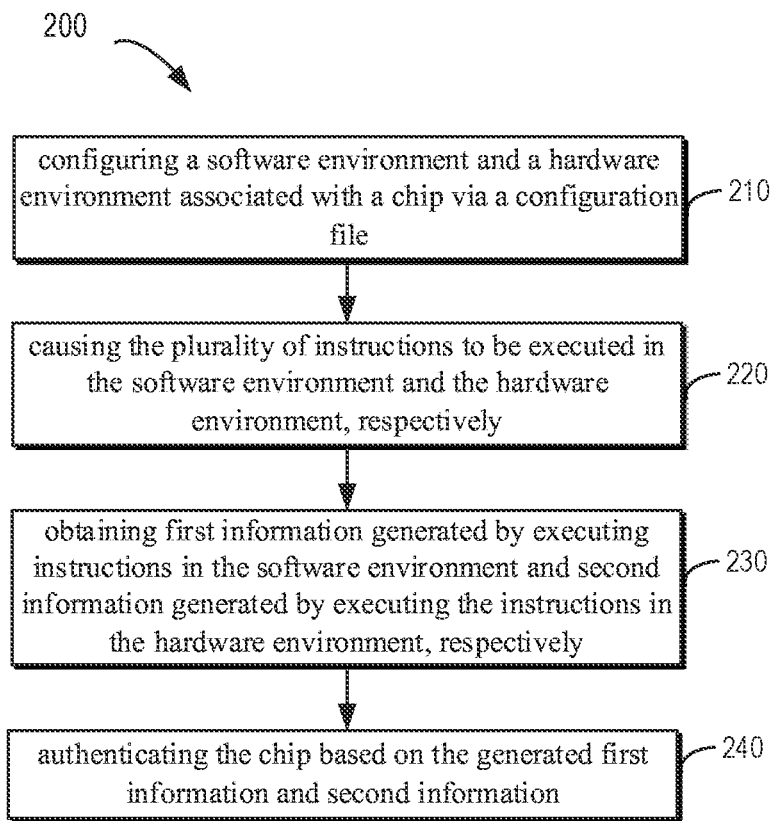 200
configuring a software environment and a hardware
environment associated with a chip via a configuration
file
210
causing the plurality of instructions to be executed in
the software environment and the hardware
environment, respectively
220
obtaining first information generated by executing
instructions in the software environment and second
information generated by executing the instructions in
the hardware environment, respectively
230
authenticating the chip based on the generated first
information and second information
240